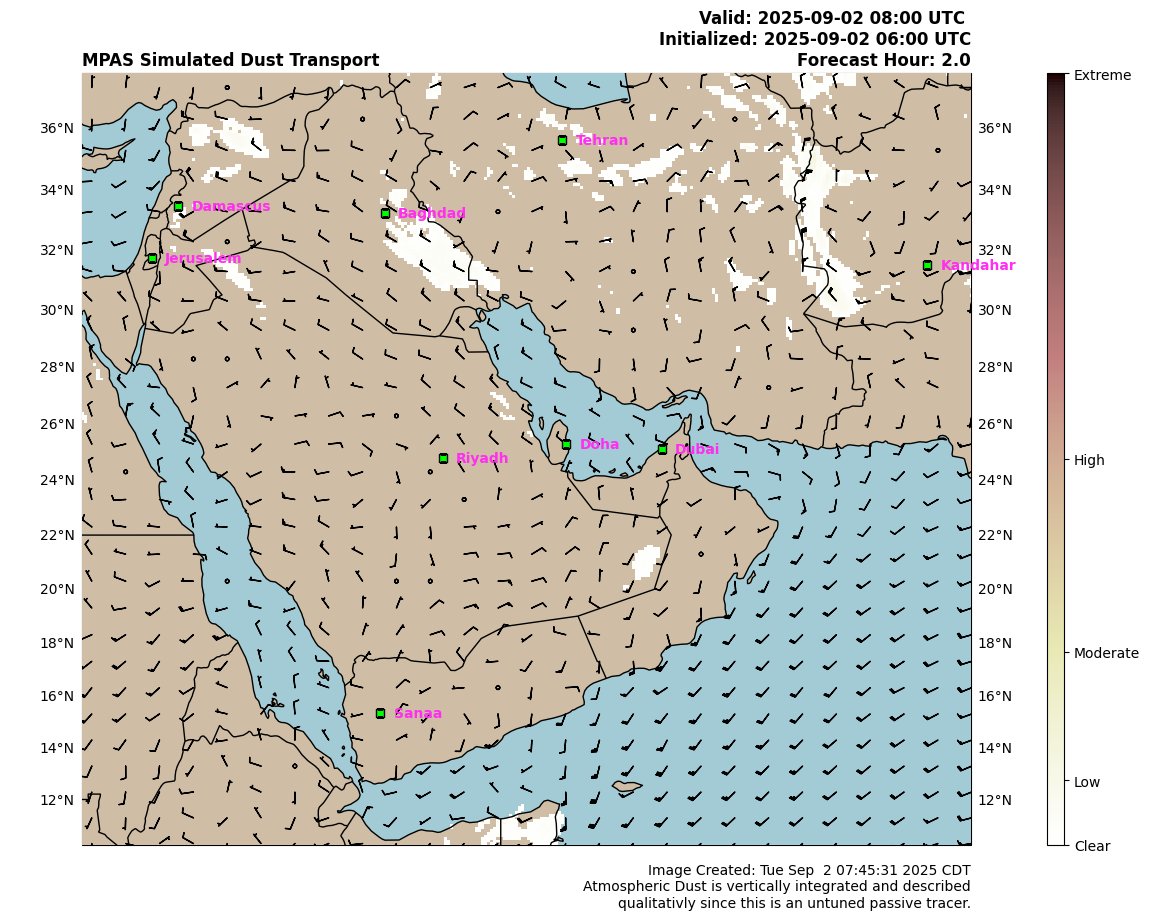 Valid: 2025-09-02 08:00 UTC
Initialized: 2025-09-02 06:00 UTC
MPAS Simulated Dust Transport Forecast Hour: 2.0
Extreme
36°N 36°N
Tehran
34°N 34°N
Damascus
Baghdad
32°N 32°N
Jerusalem
Kandahar
30°N 30°N
28°N 28°N
26°N 26°N
Doha
Dubai
Riyadh
High
24°N 24°N
22°N 22°N
20°N 20°N
18°N 18°N
Moderate
16°N 16°N
Sanaa
14°N 14°N
Low
12°N 12°N
Clear
Image Created: Tue Sep  2 07:45:31 2025 CDT
Atmospheric Dust is vertically integrated and described
qualitativly since this is an untuned passive tracer.